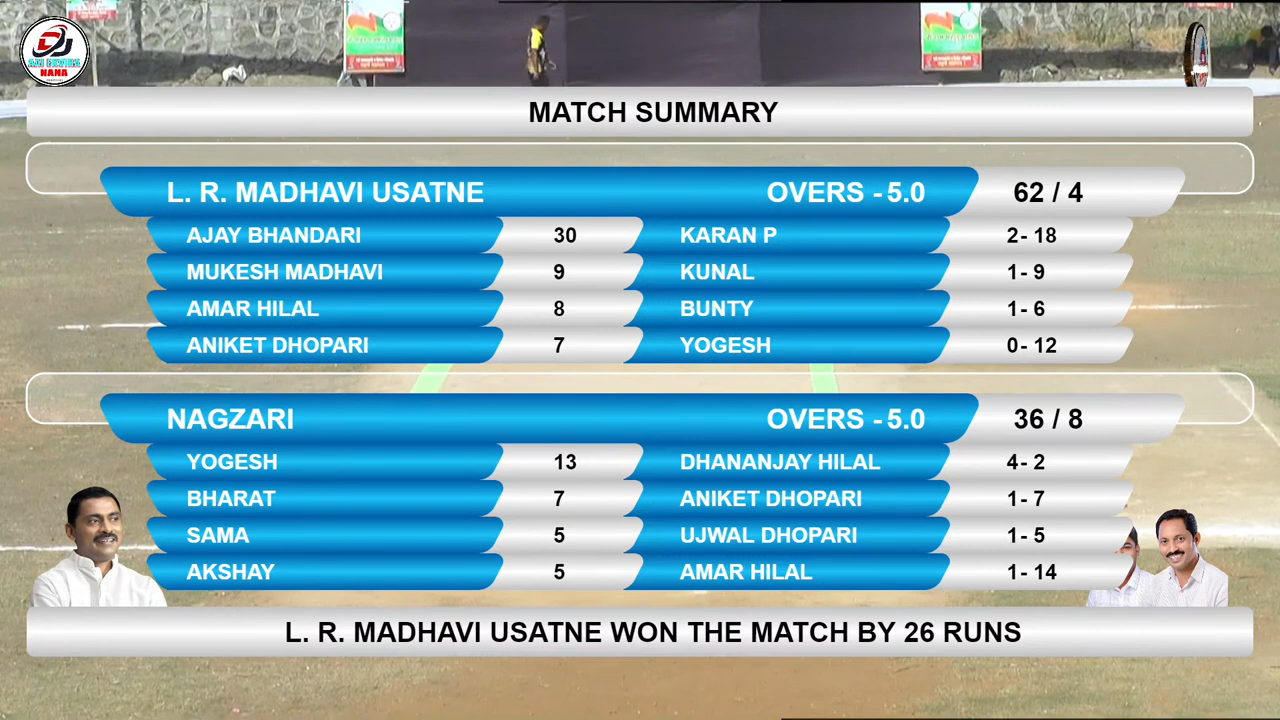 DJ
NANA
MATCH SUMMARY
L. R. MADHAVI USATNE OVERS - 5.0 62 / 4
AJAY BHANDARI 30 KARAN P 2 - 18
MUKESH MADHAVI 9 KUNAL 1 - 9
AMAR HILAL 8 BUNTY 1 - 6
ANIKET DHOPARI 7 YOGESH 0 - 12
NAGZARI OVERS - 5.0 36 / 8
YOGESH 13 DHANANJAY HILAL 4 - 2
BHARAT 7 ANIKET DHOPARI 1 - 7
SAMA 5 UJWAL DHOPARI 1 - 5
AKSHAY 5 AMAR HILAL 1 - 14
L. R. MADHAVI USATNE WON THE MATCH BY 26 RUNS